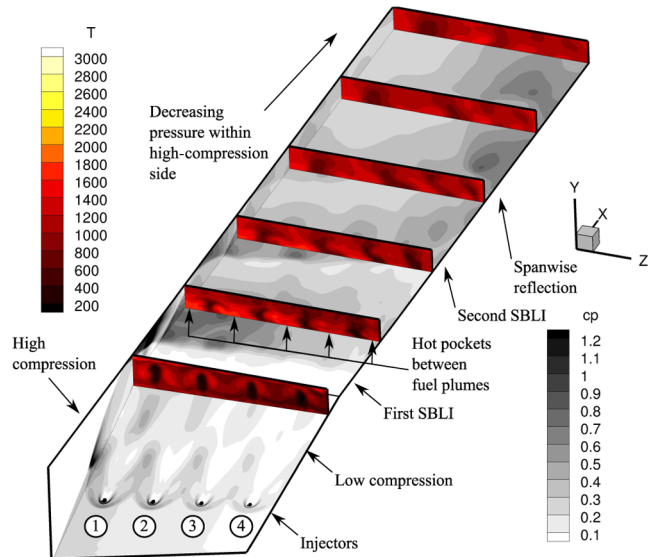 T
3000
2800
2600
2400
2200
2000
1800
1600
1400
1200
1000
800
600
400
200
Decreasing
pressure within
high-compression
side
Y
X
Z
Spanwise
reflection
Second SBLI
cp
1.2
1.1
1
0.9
0.8
0.7
0.6
0.5
0.4
0.3
0.2
0.1
Hot pockets
between
fuel plumes
High
compression
First SBLI
Low compression
Injectors
1
2
3
4